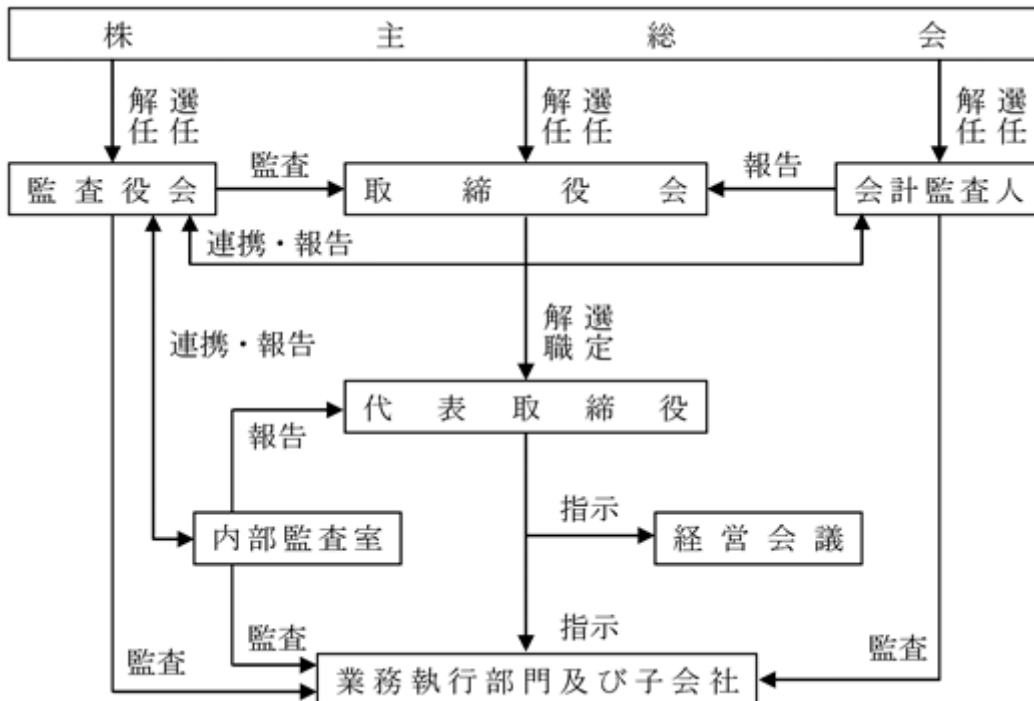 株主総会
選任
解任
選任
解任
選任
解任
監査役会
監査
取締役会
報告
会計監査人
連携・報告
連携・報告
選定
解職
代表取締役
報告
内部監査室
指示
経営会議
監査
監査
指示
監査
業務執行部門及び子会社